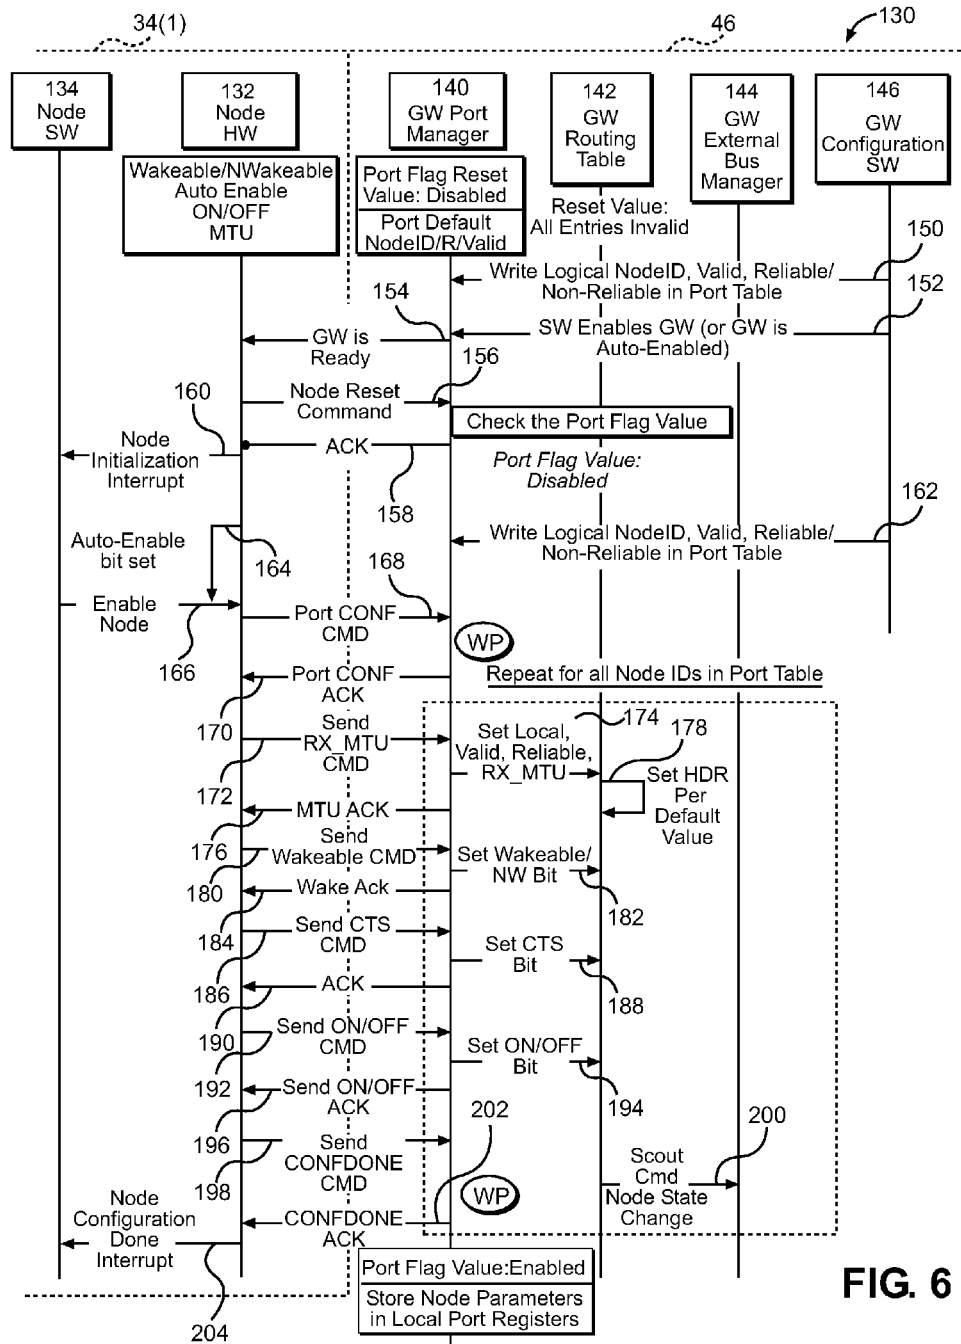 34(1)
46
130
134
Node
SW
132
Node
HW
140
GW Port
Manager
142
GW
Routing
Table
144
GW
External
Bus
Manager
146
GW
Configuration
SW
Wakeable/NWakeable
Auto Enable
ON/OFF
MTU
Port Flag Reset
Value: Disabled
Port Default
NodeID/R/Valid
Reset Value:
All Entries Invalid
150
Write Logical NodeID, Valid, Reliable/
Non-Reliable in Port Table
152
154
SW Enables GW (or GW is
Auto-Enabled)
GW is
Ready
156
Node Reset
Command
160
Check the Port Flag Value
ACK
Node
Initialization
Interrupt
Port Flag Value:
Disabled
158
162
Write Logical NodeID, Valid, Reliable/
Non-Reliable in Port Table
Auto-Enable
bit set
164
168
Enable
Node
Port CONF
CMD
WP
166
Repeat for all Node IDs in Port Table
Port CONF
ACK
170
174
178
Send
RX_MTU
CMD
Set Local,
Valid, Reliable,
RX_MTU
Set HDR
Per
Default
Value
172
MTU ACK
176
Send
Wakeable CMD
Set Wakeable/
NW Bit
180
Wake Ack
182
184
Send CTS
CMD
Set CTS
Bit
186
ACK
188
190
Send ON/OFF
CMD
Set ON/OFF
Bit
192
Send ON/OFF
ACK
194
196
202
200
Send
CONFDONE
CMD
198
Scout
Cmd
Node State
Change
WP
Node
Configuration
Done
Interrupt
CONFDONE
ACK
204
Port Flag Value:Enabled
Store Node Parameters
in Local Port Registers
FIG. 6